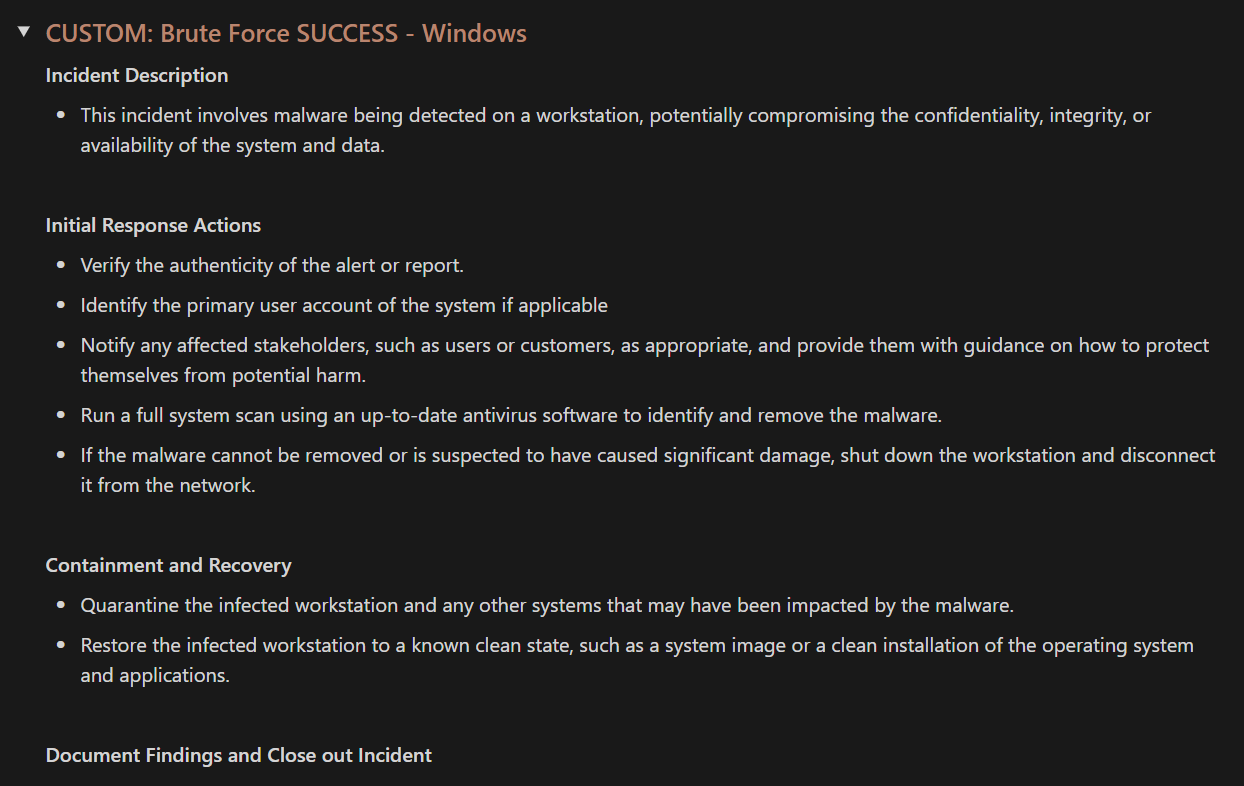 CUSTOM: Brute Force SUCCESS - Windows
Incident Description
This incident involves malware being detected on a workstation, potentially compromising the confidentiality, integrity, or
availability of the system and data.
Initial Response Actions
Verify the authenticity of the alert or report.
Identify the primary user account of the system if applicable
Notify any affected stakeholders, such as users or customers, as appropriate, and provide them with guidance on how to protect
themselves from potential harm.
Run a full system scan using an up-to-date antivirus software to identify and remove the malware.
If the malware cannot be removed or is suspected to have caused significant damage, shut down the workstation and disconnect
it from the network.
Containment and Recovery
Quarantine the infected workstation and any other systems that may have been impacted by the malware.
Restore the infected workstation to a known clean state, such as a system image or a clean installation of the operating system
and applications.
Document Findings and Close out Incident